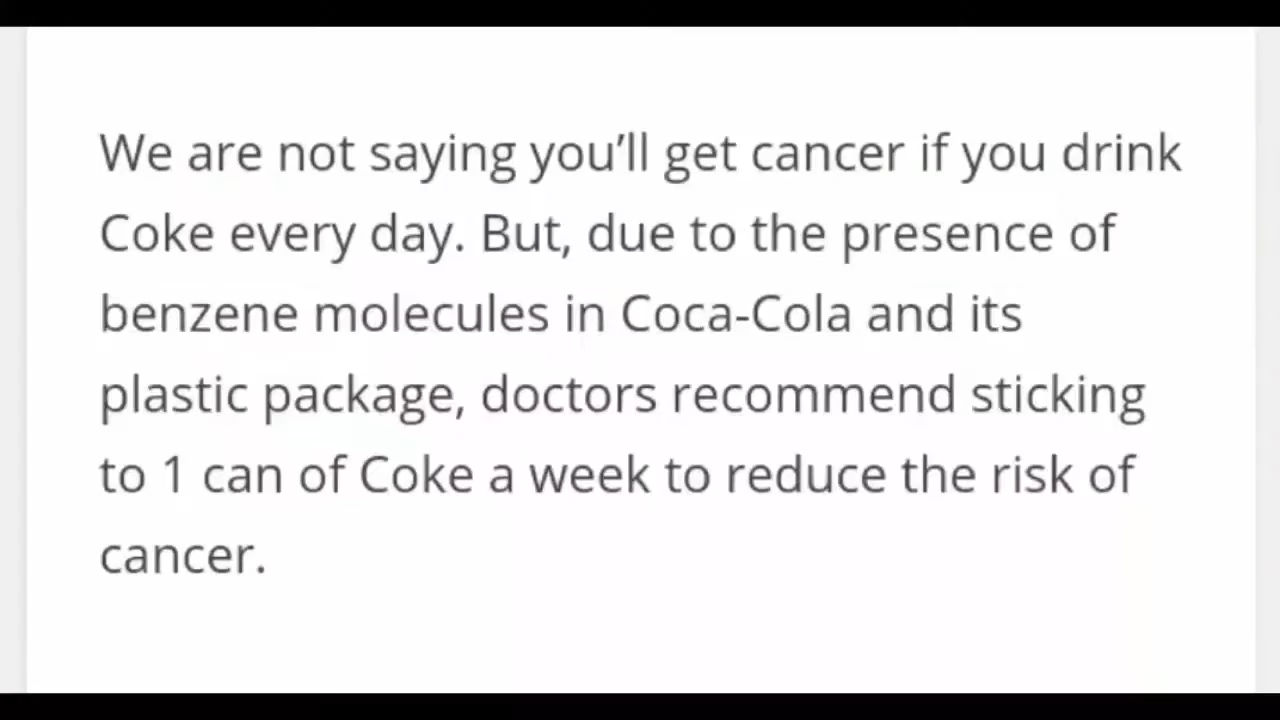 We are not saying you’ll get cancer if you drink
Coke every day. But, due to the presence of
benzene molecules in Coca-Cola and its
plastic package, doctors recommend sticking
to 1 can of Coke a week to reduce the risk of
cancer.